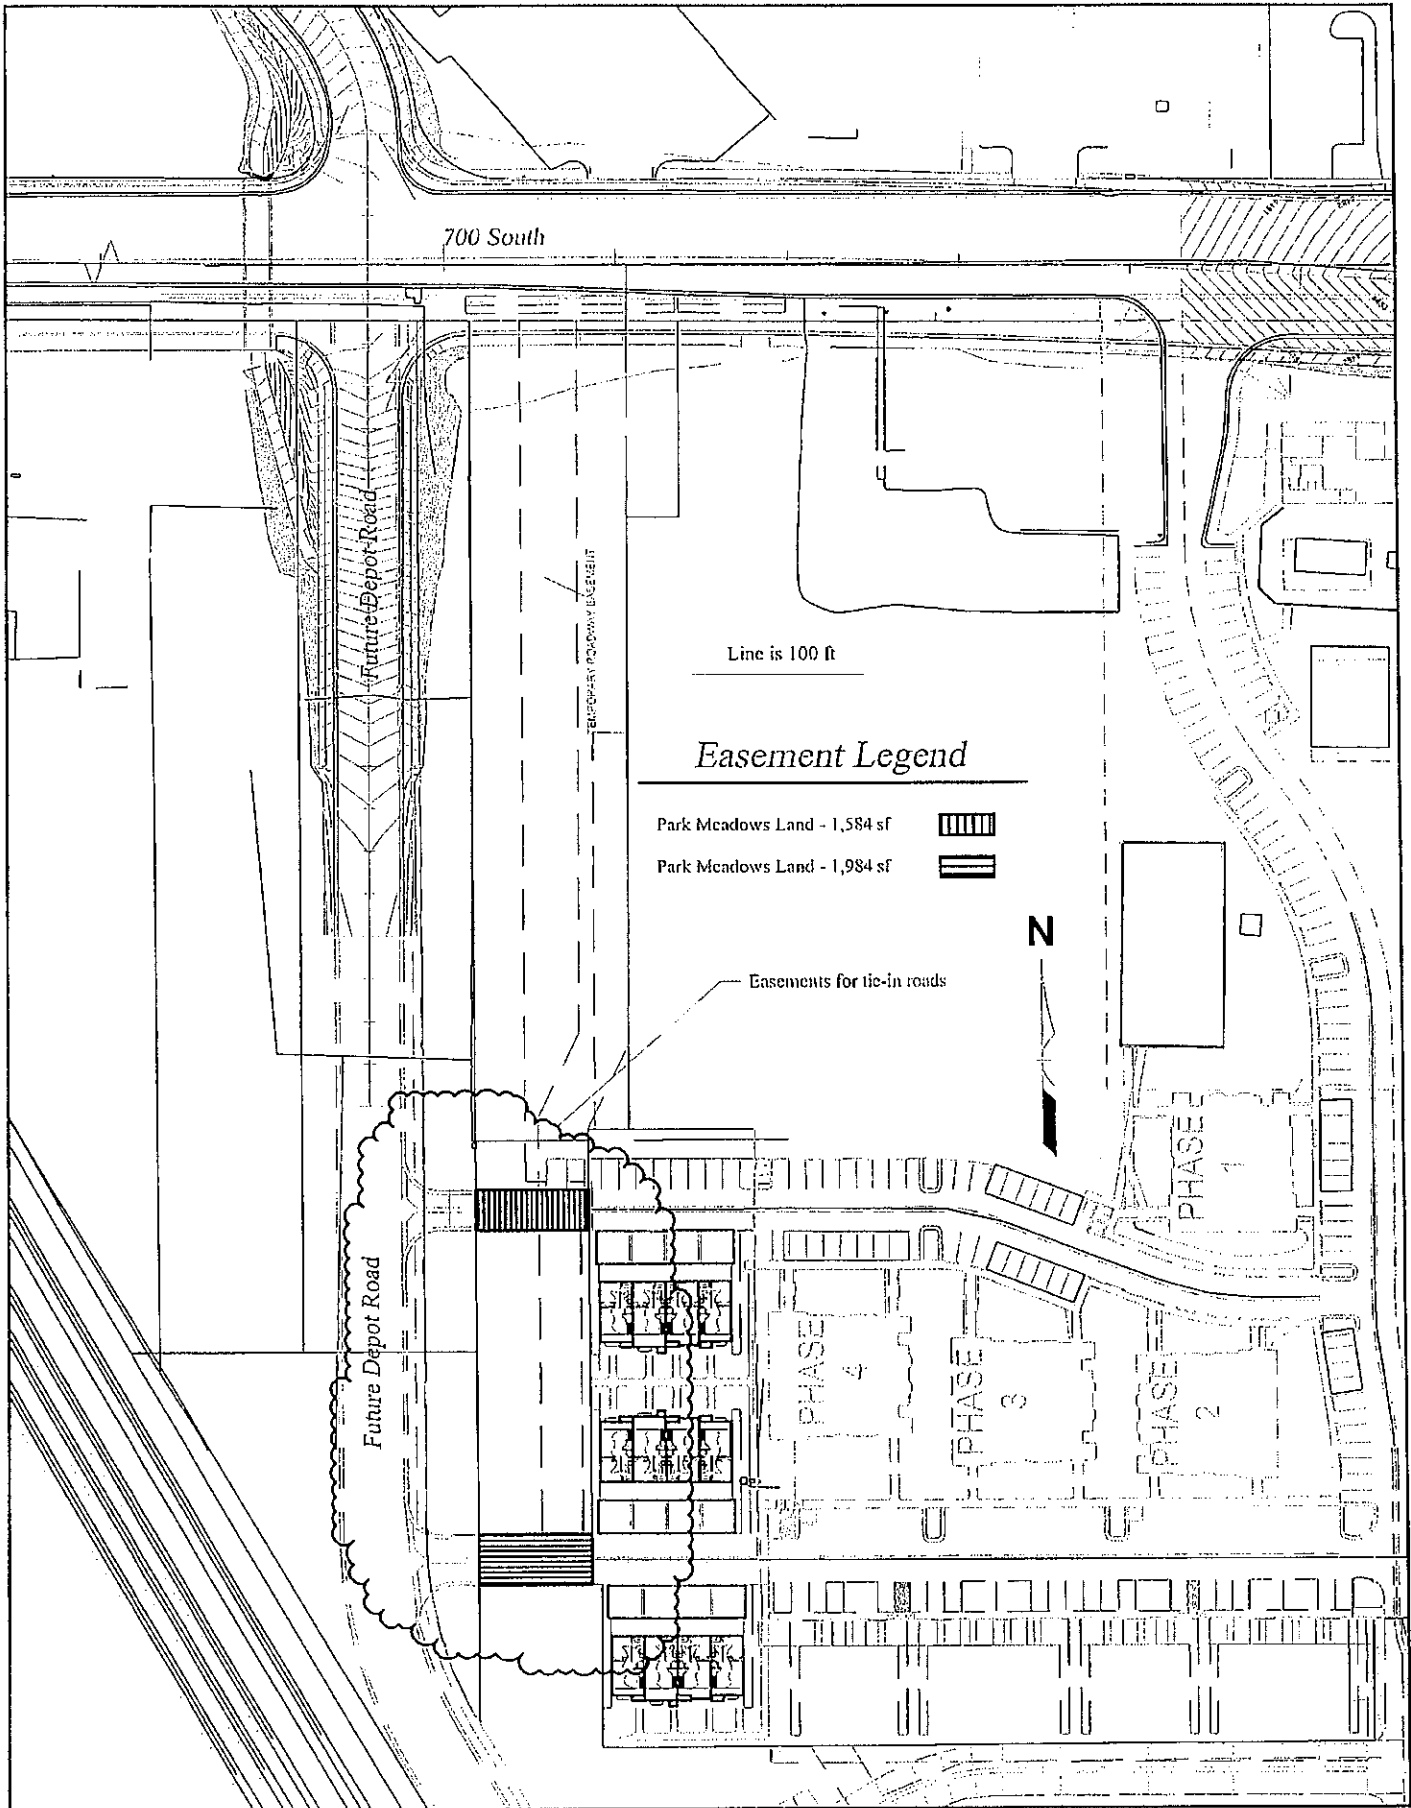 700 South
Future Depot Road
TEMPORARY ROADWAY EASEMENT
Line is 100 ft
Easement Legend
Park Meadows Land - 1,584 sf
Park Meadows Land - 1,984 sf
N
Easements for tie-in roads
PHASE
1
Future Depot Road
PHASE
4
PHASE
3
PHASE
2